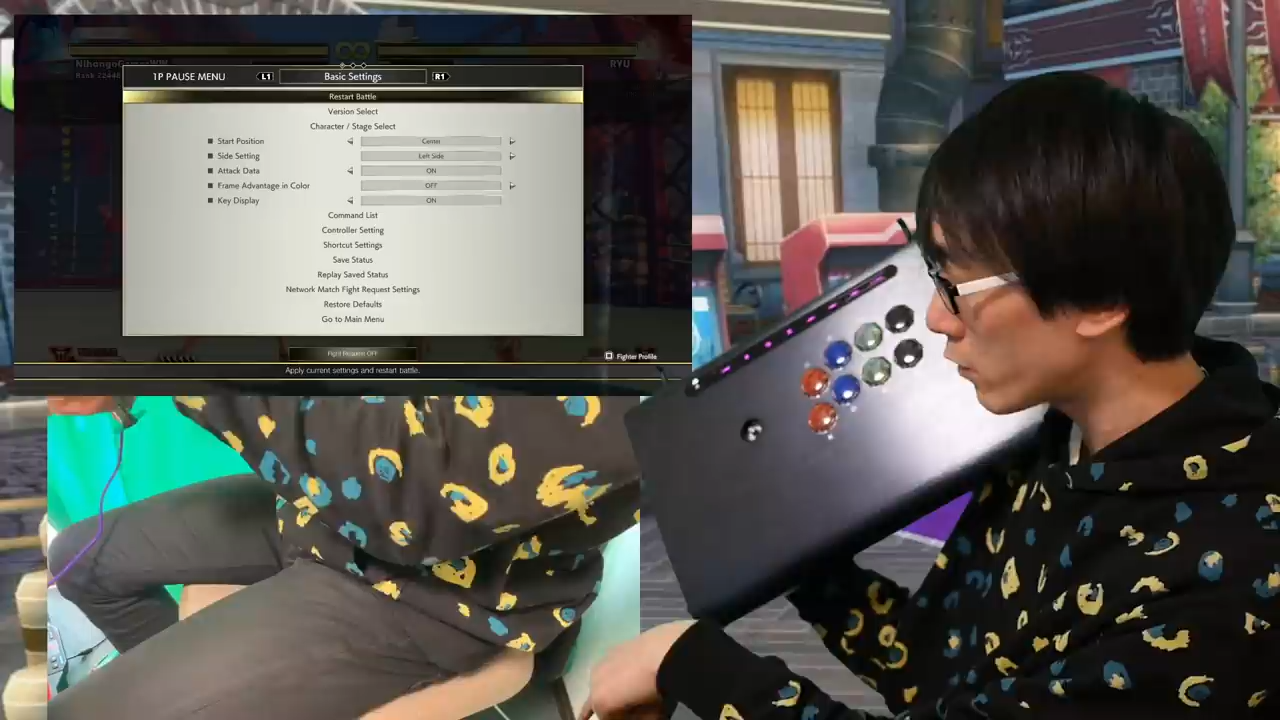 NihongoGamerWW
RYU
1P PAUSE MENU L1 Basic Settings R1
Restart Battle
Version Select
Character / Stage Select
Start Position Center
Side Setting Left Side
Attack Data ON
Frame Advantage in Color OFF
Key Display ON
Command List
Controller Setting
Shortcut Settings
Save Status
Replay Saved Status
Network Match Fight Request Settings
Restore Defaults
Go to Main Menu
Fight Request OFF
Fighter Profile
Apply current settings and restart battle.